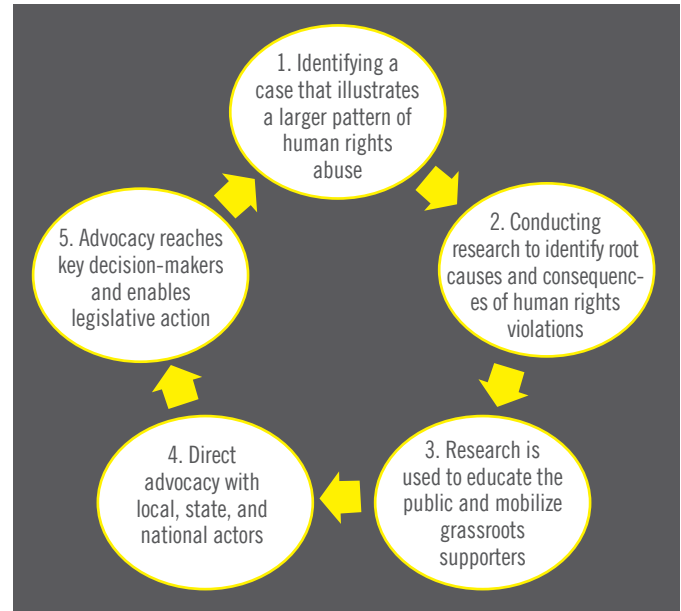 1. Identifying a
case that illustrates
a larger pattern of
human rights
abuse
2. Conducting
research to identify root
causes and consequenc-
es of human rights
violations
3. Research is
used to educate the
public and mobilize
grassroots
supporters
4. Direct
advocacy with
local, state, and
national actors
5. Advocacy reaches
key decision-makers
and enables
legislative action